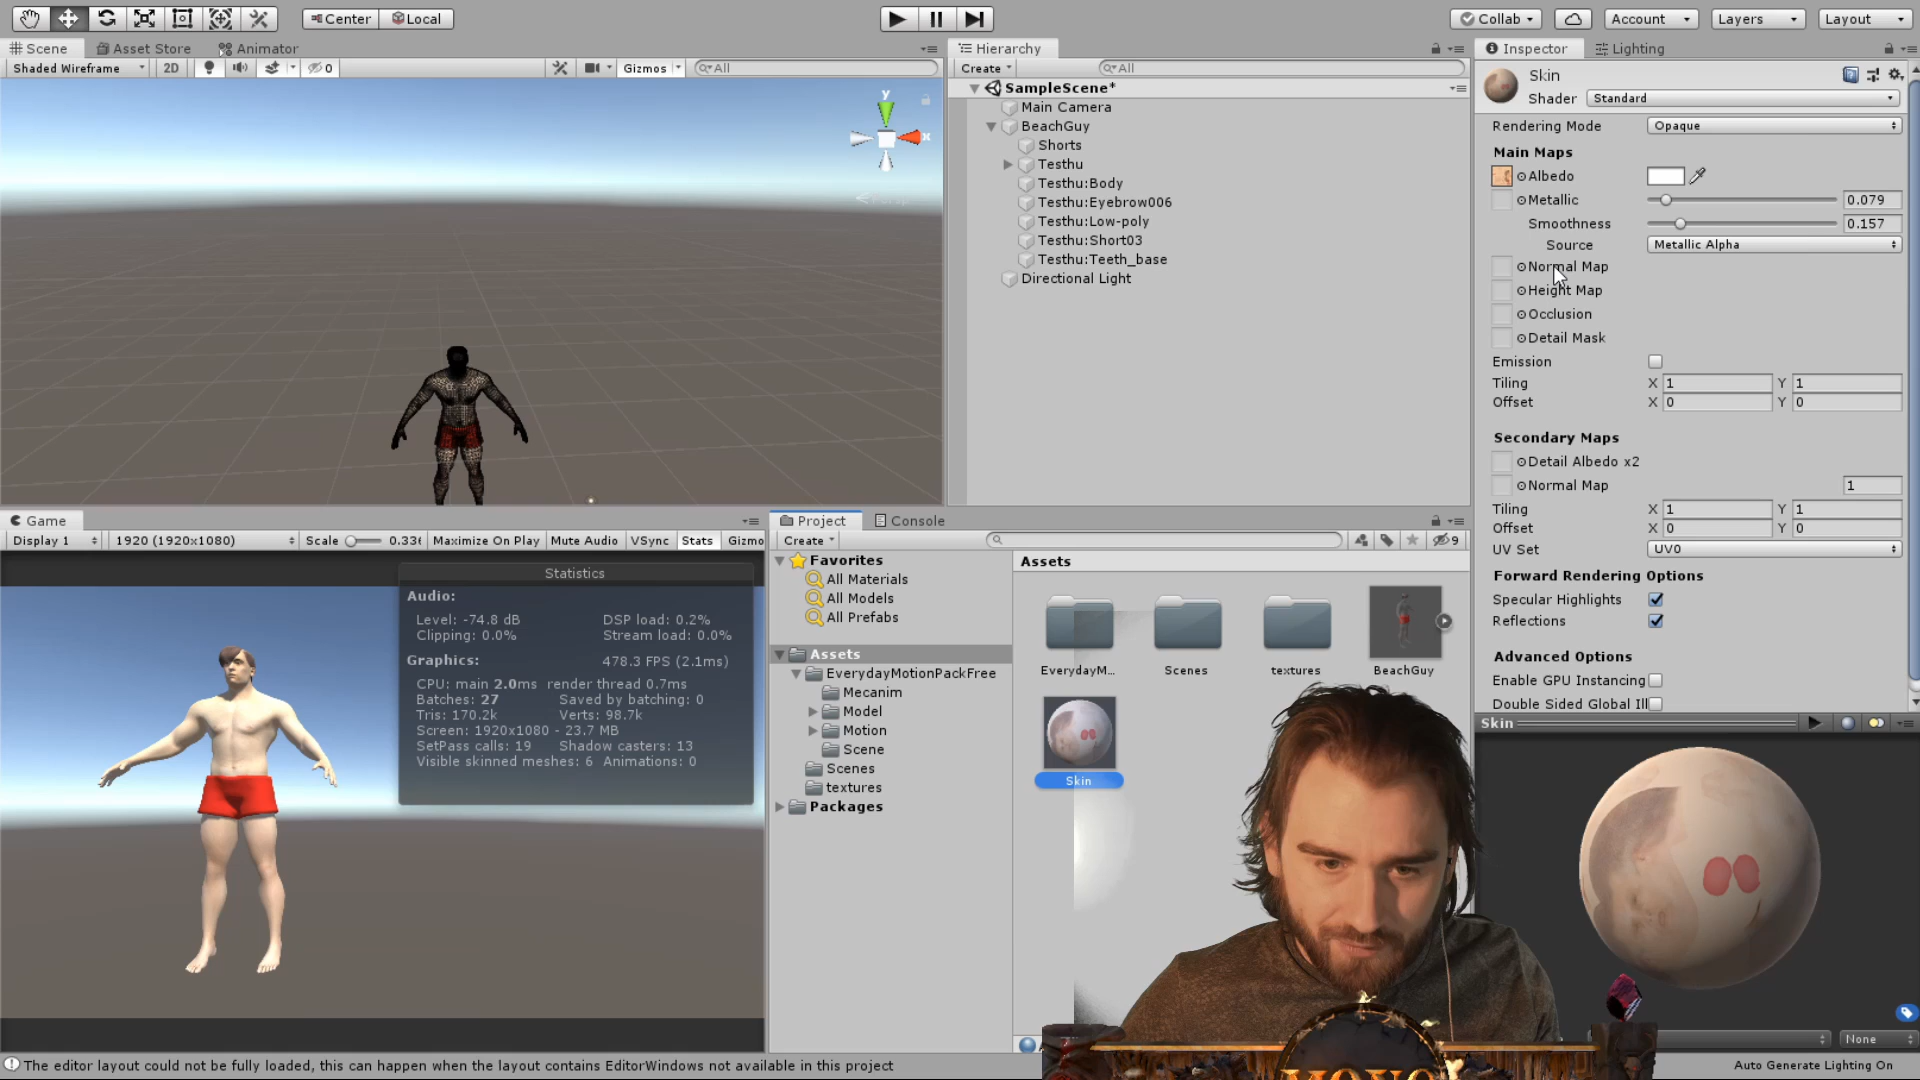 Center Local
Collab Account Layers Layout
Scene Asset Store Animator
Shaded Wireframe 2D 0 Gizmos All
y
x
Hierarchy
Create All
SampleScene*
Main Camera
BeachGuy
Shorts
Testhu
Testhu:Body
Testhu:Eyebrow006
Testhu:Low-poly
Testhu:Short03
Testhu:Teeth_base
Directional Light
Inspector Lighting
Skin
Shader Standard
Rendering Mode Opaque
Main Maps
Albedo
Metallic 0.079
Smoothness 0.157
Source Metallic Alpha
Normal Map
Height Map
Occlusion
Detail Mask
Emission
Tiling X 1 Y 1
Offset X 0 Y 0
Secondary Maps
Detail Albedo x2
Normal Map 1
Tiling X 1 Y 1
Offset X 0 Y 0
UV Set UV0
Forward Rendering Options
Specular Highlights
Reflections
Advanced Options
Enable GPU Instancing
Double Sided Global Ill
Skin
None
Game
Display 1 1920 (1920x1080) Scale 0.33 Maximize On Play Mute Audio VSync Stats Gizmo
Statistics
Audio:
Level: -74.8 dB DSP load: 0.2%
Clipping: 0.0% Stream load: 0.0%
Graphics: 478.3 FPS (2.1ms)
CPU: main 2.0ms render thread 0.7ms
Batches: 27 Saved by batching: 0
Tris: 170.2k Verts: 98.7k
Screen: 1920x1080 - 23.7 MB
SetPass calls: 19 Shadow casters: 13
Visible skinned meshes: 6 Animations: 0
Project Console
Create 9
Favorites
All Materials
All Models
All Prefabs
Assets
EverydayMotionPackFree
Mecanim
Model
Motion
Scene
Scenes
textures
Packages
Assets
EverydayM... Scenes textures BeachGuy
Skin
The editor layout could not be fully loaded, this can happen when the layout contains EditorWindows not available in this project
Auto Generate Lighting On